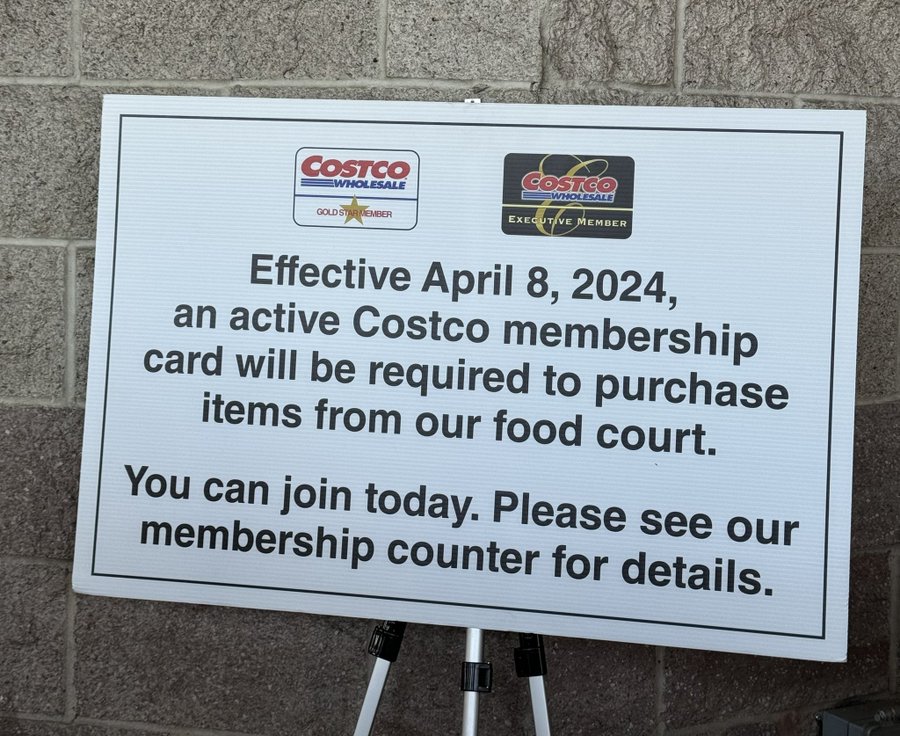 COSTCO
WHOLESALE
GOLD STAR MEMBER
COSTCO
WHOLESALE
EXECUTIVE MEMBER
Effective April 8, 2024,
an active Costco membership
card will be required to purchase
items from our food court.
You can join today. Please see our
membership counter for details.